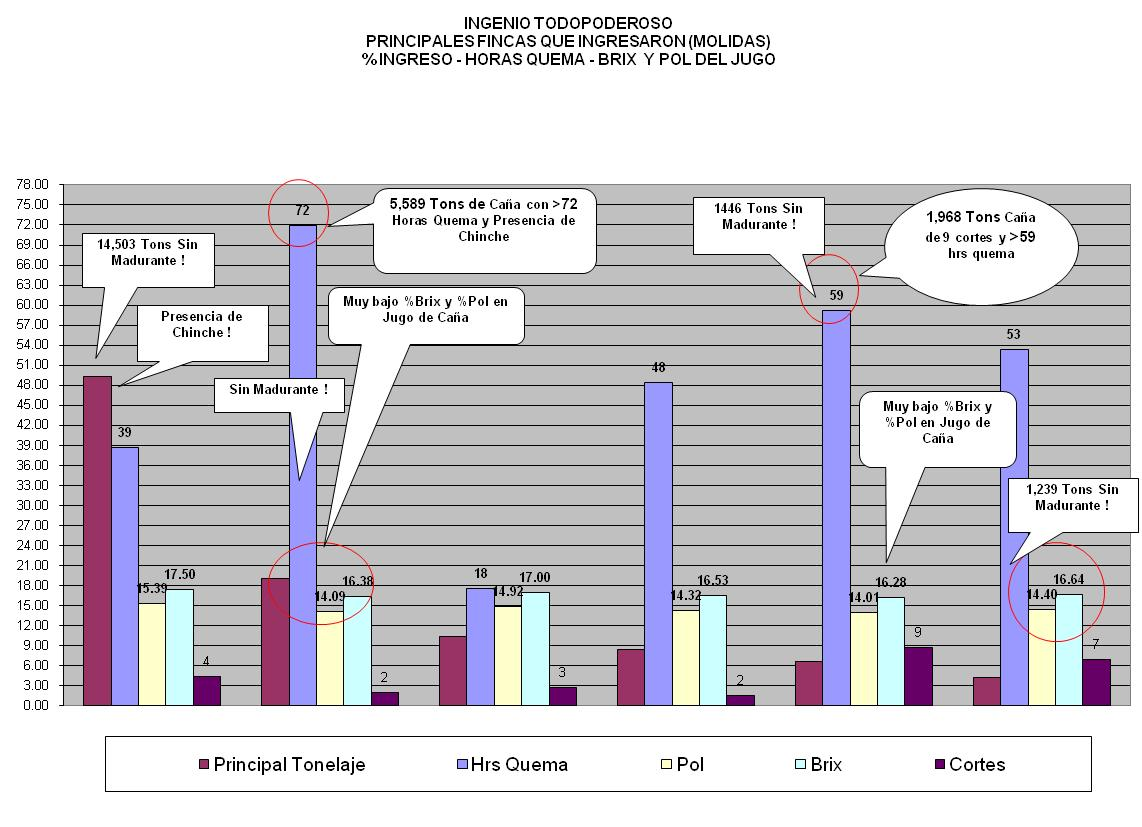 INGENIO TODOPODEROSO
PRINCIPALES FINCAS QUE INGRESARON (MOLIDAS)
%INGRESO - HORAS QUEMA - BRIX Y POL DEL JUGO
78.00
75.00
72.00
69.00
66.00
63.00
60.00
57.00
54.00
51.00
48.00
45.00
42.00
39.00
36.00
33.00
30.00
27.00
24.00
21.00
18.00
15.00
12.00
9.00
6.00
3.00
0.00
14,503 Tons Sin
Madurante !
Presencia de
Chinche !
39
15.39
17.50
4
72
5,589 Tons de Caña con >72
Horas Quema y Presencia de
Chinche
Muy bajo %Brix y %Pol en
Jugo de Caña
Sin Madurante !
14.09
16.38
2
18
14.92
17.00
3
48
14.32
16.53
2
1446 Tons Sin
Madurante !
59
1,968 Tons Caña
de 9 cortes y >59
hrs quema
Muy bajo %Brix y
%Pol en Jugo de
Caña
14.01
16.28
9
53
1,239 Tons Sin
Madurante !
14.40
16.64
7
Principal Tonelaje
Hrs Quema
Pol
Brix
Cortes